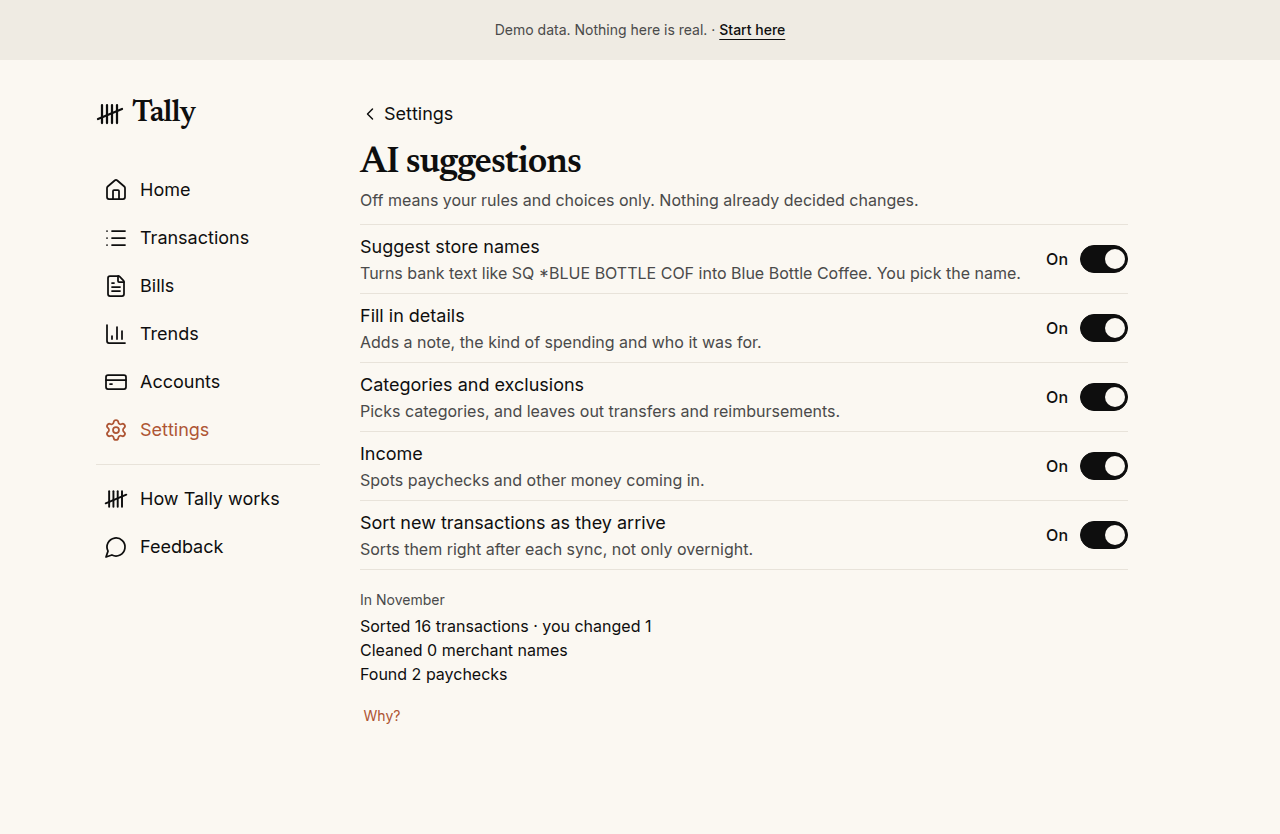 Demo data. Nothing here is real. · Start here
Tally
Home
Transactions
Bills
Trends
Accounts
Settings
How Tally works
Feedback
Settings
AI suggestions
Off means your rules and choices only. Nothing already decided changes.
Suggest store names
Turns bank text like SQ *BLUE BOTTLE COF into Blue Bottle Coffee. You pick the name.
On
Fill in details
Adds a note, the kind of spending and who it was for.
On
Categories and exclusions
Picks categories, and leaves out transfers and reimbursements.
On
Income
Spots paychecks and other money coming in.
On
Sort new transactions as they arrive
Sorts them right after each sync, not only overnight.
On
In November
Sorted 16 transactions · you changed 1
Cleaned 0 merchant names
Found 2 paychecks
Why?